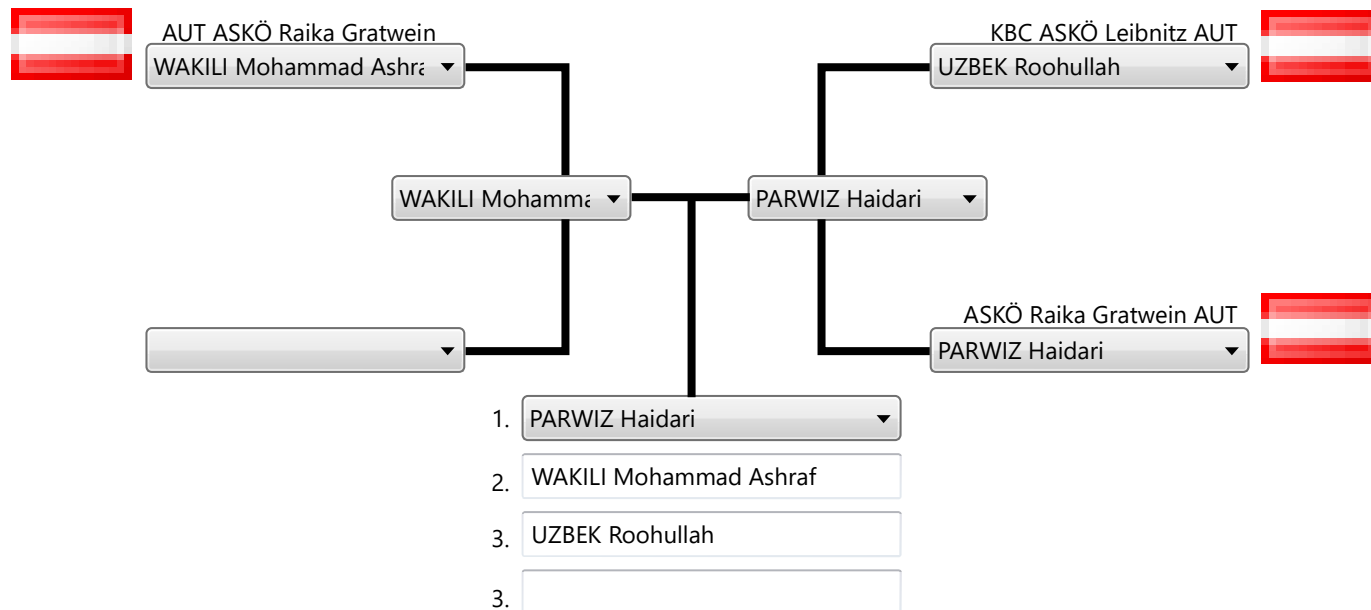 AUT ASKÖ Raika Gratwein
WAKILI Mohammad Ashra
KBC ASKÖ Leibnitz AUT
UZBEK Roohullah
WAKILI Mohamma
PARWIZ Haidari
ASKÖ Raika Gratwein AUT
PARWIZ Haidari
1. PARWIZ Haidari
2. WAKILI Mohammad Ashraf
3. UZBEK Roohullah
3.